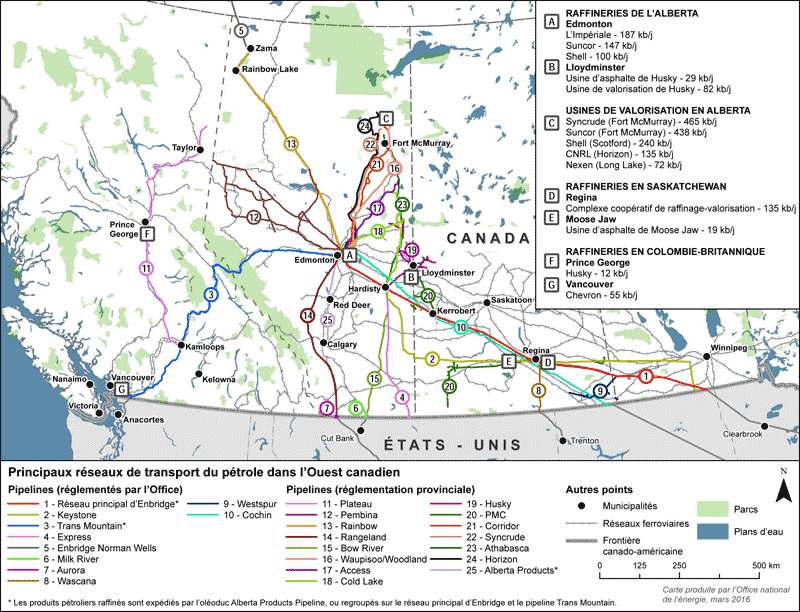 RAFFINERIES DE L'ALBERTA
A
Edmonton
L'Impériale - 187 kb/j
Suncor - 147 kb/j
Shell - 100 kb/j
B
Lloydminster
Usine d'asphalte de Husky - 29 kb/j
Usine de valorisation de Husky - 82 kb/j
USINES DE VALORISATION EN ALBERTA
C
Syncrude (Fort McMurray) - 465 kb/j
Suncor (Fort McMurray) - 438 kb/j
Shell (Scotford) - 240 kb/j
CNRL (Horizon) - 135 kb/j
Nexen (Long Lake) - 72 kb/j
RAFFINERIES EN SASKATCHEWAN
D
Regina
Complexe coopératif de raffinage-valorisation - 135 kb/j
E
Moose Jaw
Usine d'asphalte de Moose Jaw - 19 kb/j
RAFFINERIES EN COLOMBIE-BRITANNIQUE
F
Prince George
Husky - 12 kb/j
G
Vancouver
Chevron - 55 kb/j
5
Zama
Rainbow Lake
C
24
Fort McMurray
22
13
Taylor
21
16
17
23
12
18
Prince
George
F
CANADA
19
Edmonton
A
11
Lloydminster
B
Hardisty
3
20
Saskatoon
Red Deer
Kerrobert
14
25
10
Calgary
Kamloops
2
Regina
Winnipeg
E
D
Kelowna
15
1
Nanaimo
Vancouver
G
20
8
9
4
Victoria
7
6
Anacortes
Cut Bank
ÉTATS - UNIS
Trenton
Clearbrook
Principaux réseaux de transport du pétrole dans l'Ouest canadien
Pipelines (réglementés par l'Office)
1 - Réseau principal d'Enbridge*
2 - Keystone
3 - Trans Mountain*
4 - Express
5 - Enbridge Norman Wells
6 - Milk River
7 - Aurora
8 - Wascana
9 - Westspur
10 - Cochin
Pipelines (réglementation provinciale)
11 - Plateau
12 - Pembina
13 - Rainbow
14 - Rangeland
15 - Bow River
16 - Waupisoo/Woodland
17 - Access
18 - Cold Lake
19 - Husky
20 - PMC
21 - Corridor
22 - Syncrude
23 - Athabasca
24 - Horizon
25 - Alberta Products*
Autres points
Municipalités
Réseaux ferroviaires
Frontière
canado-américaine
Parcs
Plans d'eau
N
0
250
500 km
Carte produite par l'Office national
de l'énergie, mars 2016
* Les produits pétroliers raffinés sont expédiés par l'oléoduc Alberta Products Pipeline, ou regroupés sur le réseau principal d'Enbridge et le pipeline Trans Mountain.